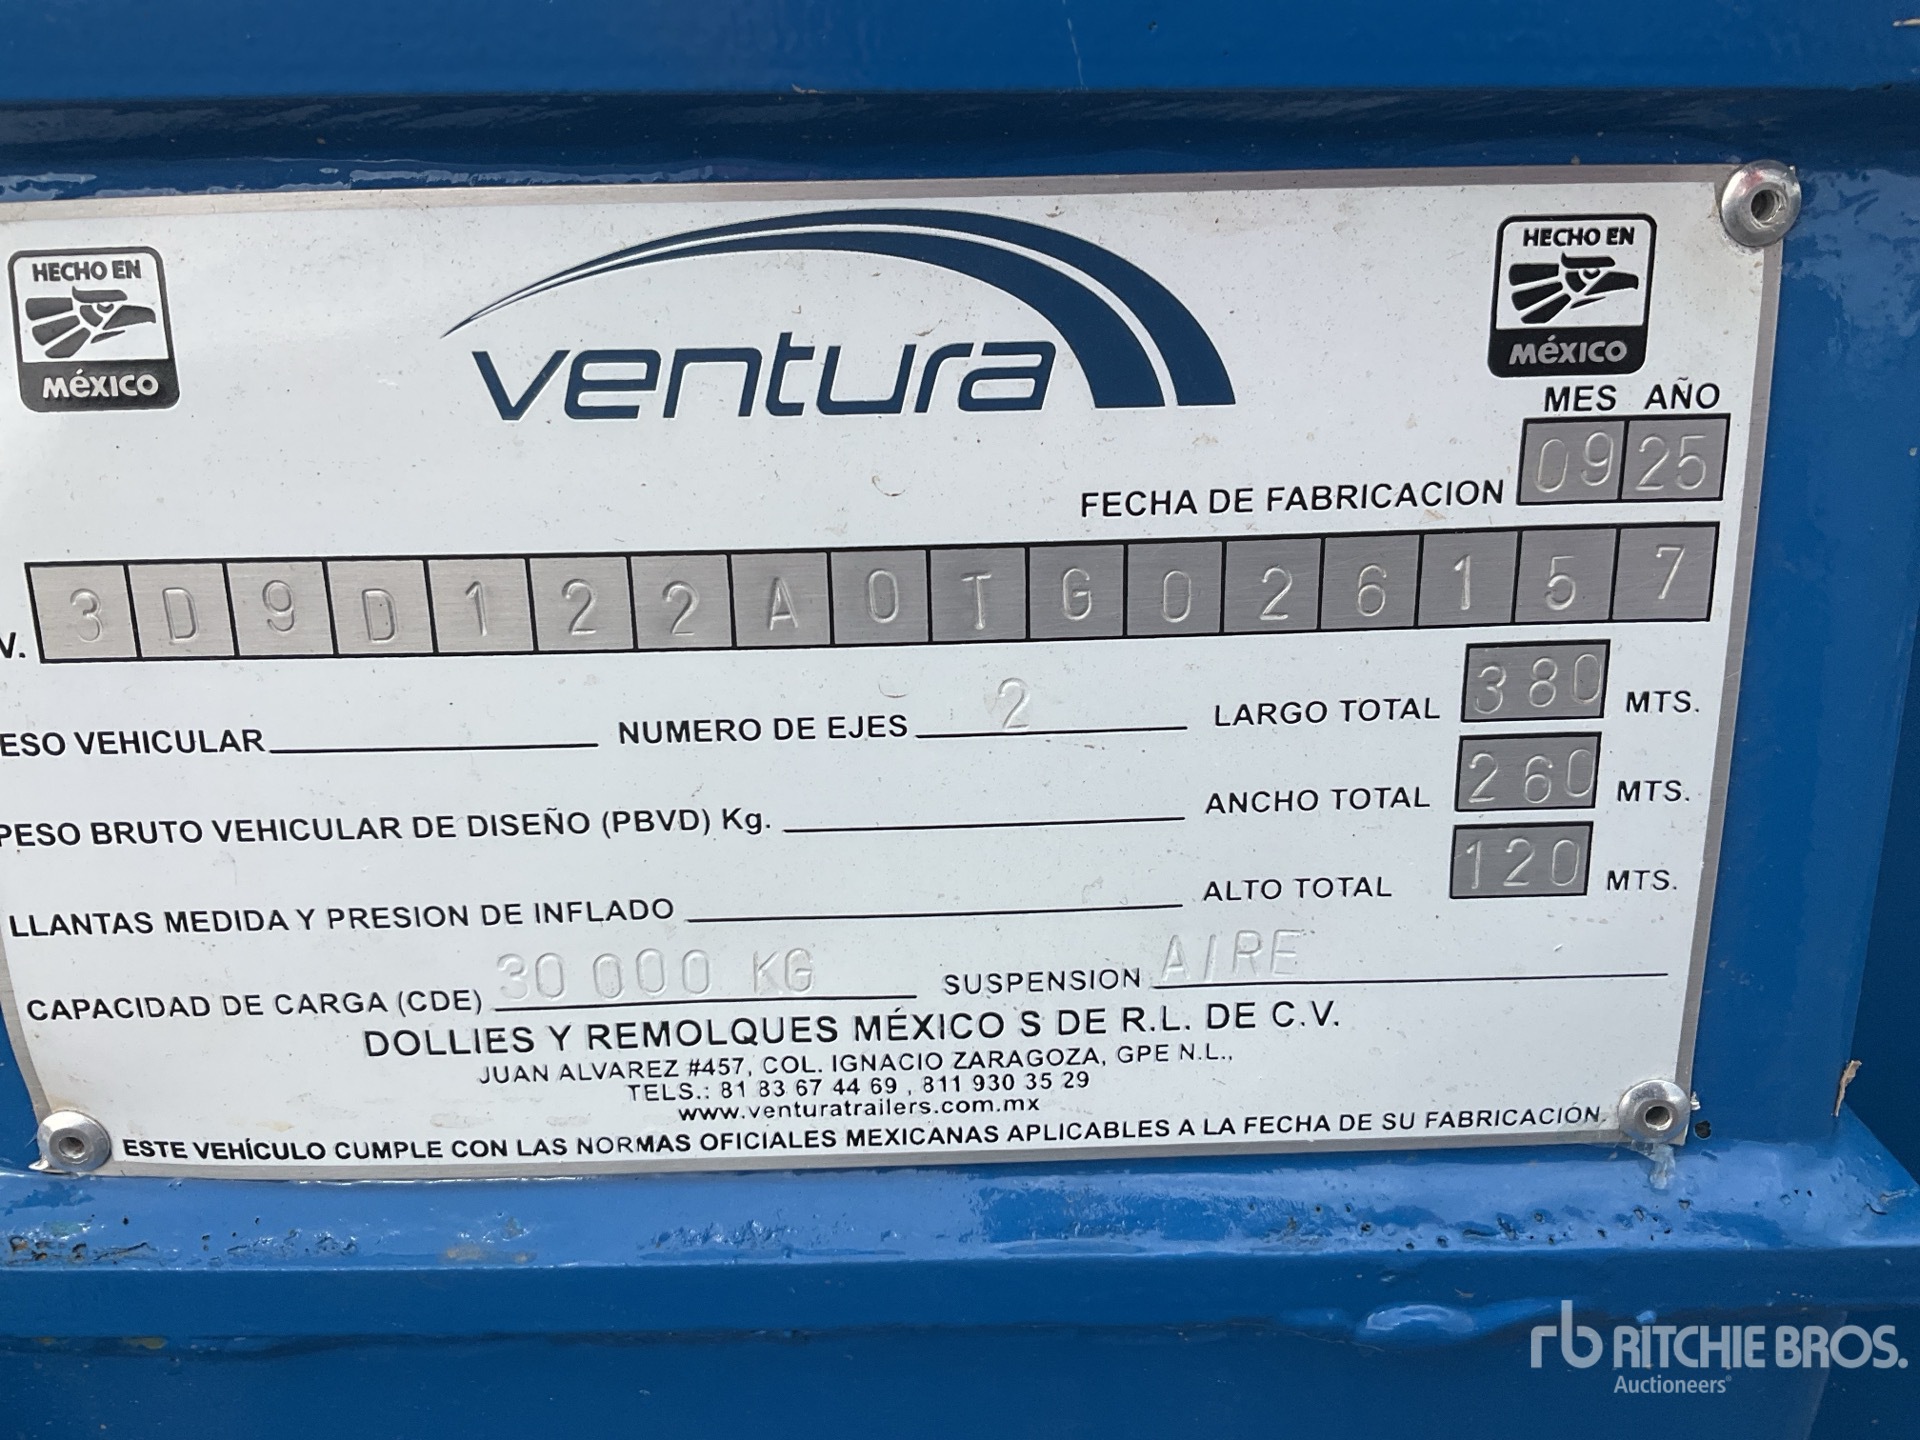 HECHO EN
MÉXICO
ventura
HECHO EN
MÉXICO
MES AÑO
FECHA DE FABRICACION 09 25
V. 3D9D122A0TG026157
ESO VEHICULAR NUMERO DE EJES 2 LARGO TOTAL 380 MTS.
PESO BRUTO VEHICULAR DE DISEÑO (PBVD) Kg. ANCHO TOTAL 260 MTS.
LLANTAS MEDIDA Y PRESION DE INFLADO ALTO TOTAL 120 MTS.
CAPACIDAD DE CARGA (CDE) 30 000 KG SUSPENSION AIRE
DOLLIES Y REMOLQUES MÉXICO S DE R.L. DE C.V.
JUAN ALVAREZ #457, COL. IGNACIO ZARAGOZA, GPE N.L.,
TELS.: 81 83 67 44 69 , 811 930 35 29
www.venturatrailers.com.mx
ESTE VEHÍCULO CUMPLE CON LAS NORMAS OFICIALES MEXICANAS APLICABLES A LA FECHA DE SU FABRICACIÓN.
rb RITCHIE BROS.
Auctioneers